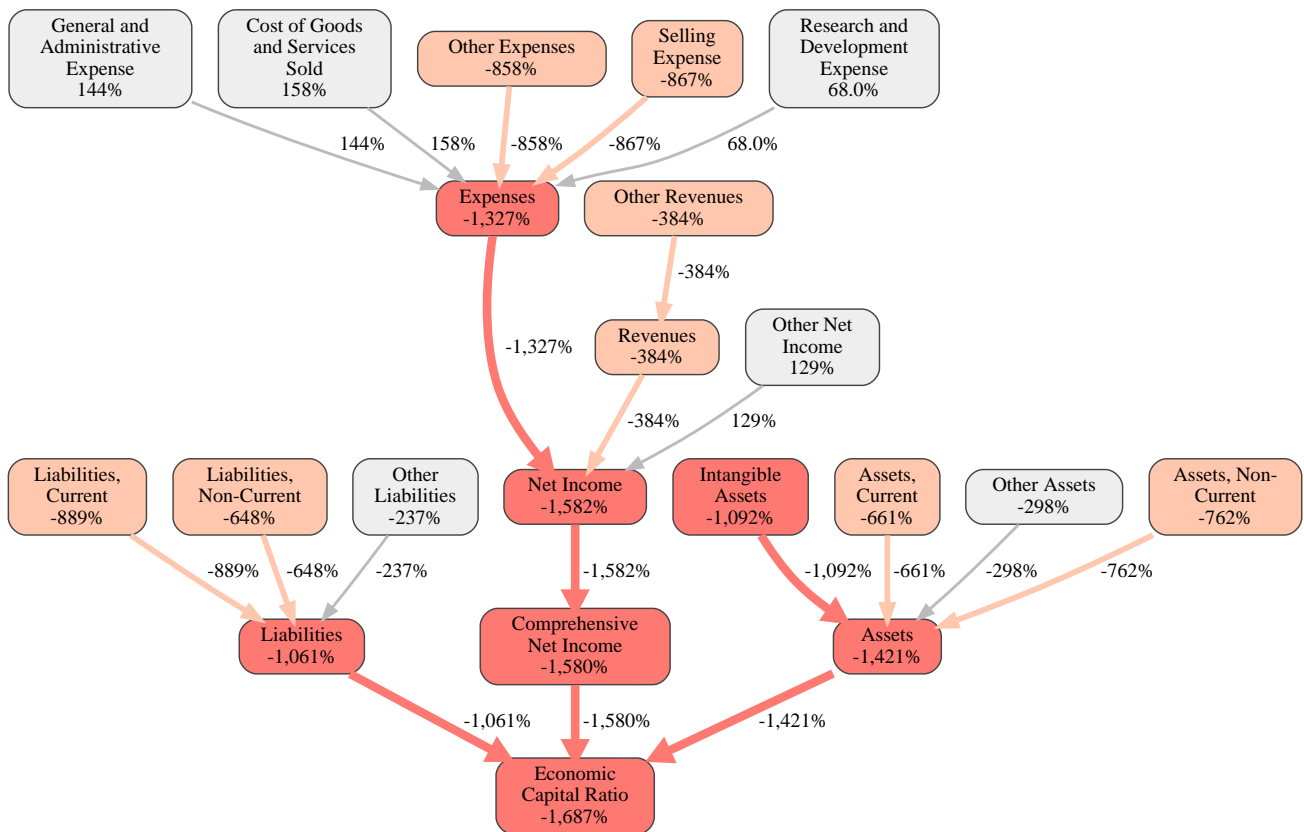 General and
Administrative
Expense
144%
Cost of Goods
and Services
Sold
158%
Other Expenses
-858%
Selling
Expense
-867%
Research and
Development
Expense
68.0%
144%
158%
-858%
-867%
68.0%
Expenses
-1,327%
Other Revenues
-384%
-384%
-1,327%
Revenues
-384%
Other Net
Income
129%
-384%
129%
Liabilities,
Current
-889%
Liabilities,
Non-Current
-648%
Other
Liabilities
-237%
Net Income
-1,582%
Intangible
Assets
-1,092%
Assets,
Current
-661%
Other Assets
-298%
Assets, Non-
Current
-762%
-889%
-648%
-237%
-1,582%
-1,092%
-661%
-298%
-762%
Liabilities
-1,061%
Comprehensive
Net Income
-1,580%
Assets
-1,421%
-1,061%
-1,580%
-1,421%
Economic
Capital Ratio
-1,687%